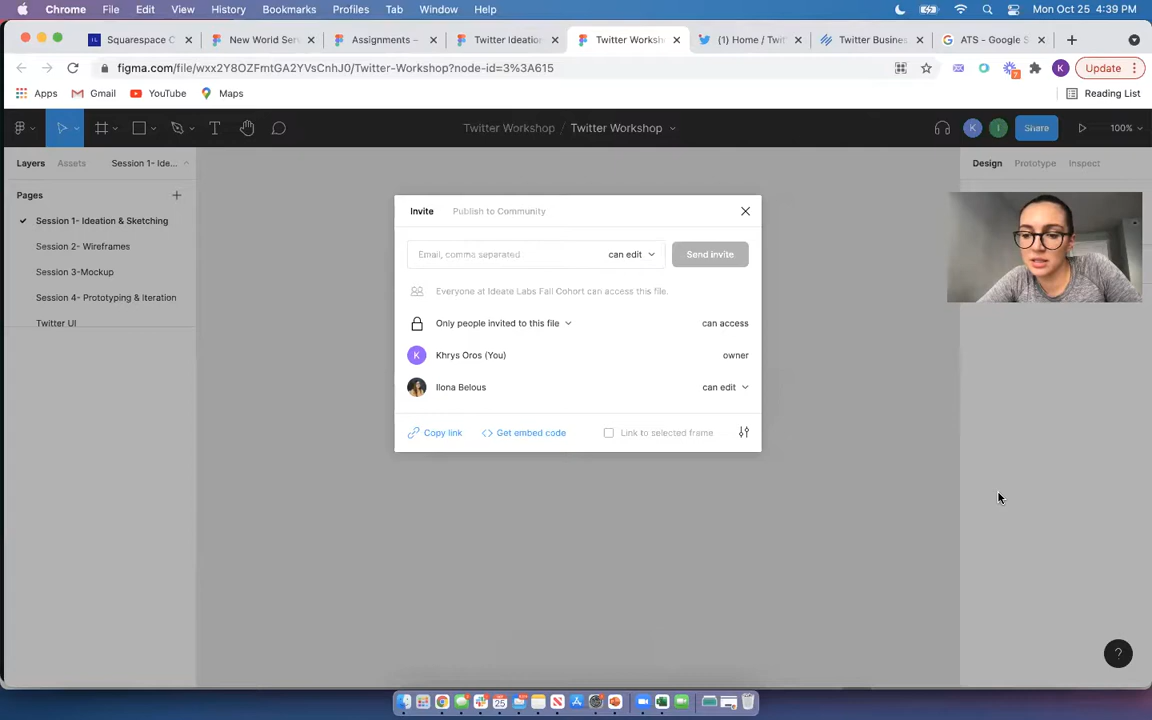 Chrome File Edit View History Bookmarks Profiles Tab Window Help Mon Oct 25 4:39 PM
Squarespace C New World Ser Assignments – Twitter Ideation Twitter Worksh (1) Home / Twit Twitter Busines ATS - Google S
figma.com/file/wxx2Y8OZFmtGA2YVsCnhJ0/Twitter-Workshop?node-id=3%3A615 7 K Update
Apps Gmail YouTube Maps Reading List
Twitter Workshop / Twitter Workshop K I Share 100%
Layers Assets Session 1- Ide... Design Prototype Inspect
Pages
Session 1- Ideation & Sketching
Session 2- Wireframes
Session 3-Mockup
Session 4- Prototyping & Iteration
Twitter UI
Invite Publish to Community
Email, comma separated can edit Send invite
Everyone at Ideate Labs Fall Cohort can access this file.
Only people invited to this file can access
K Khrys Oros (You) owner
Ilona Belous can edit
Copy link Get embed code Link to selected frame
?